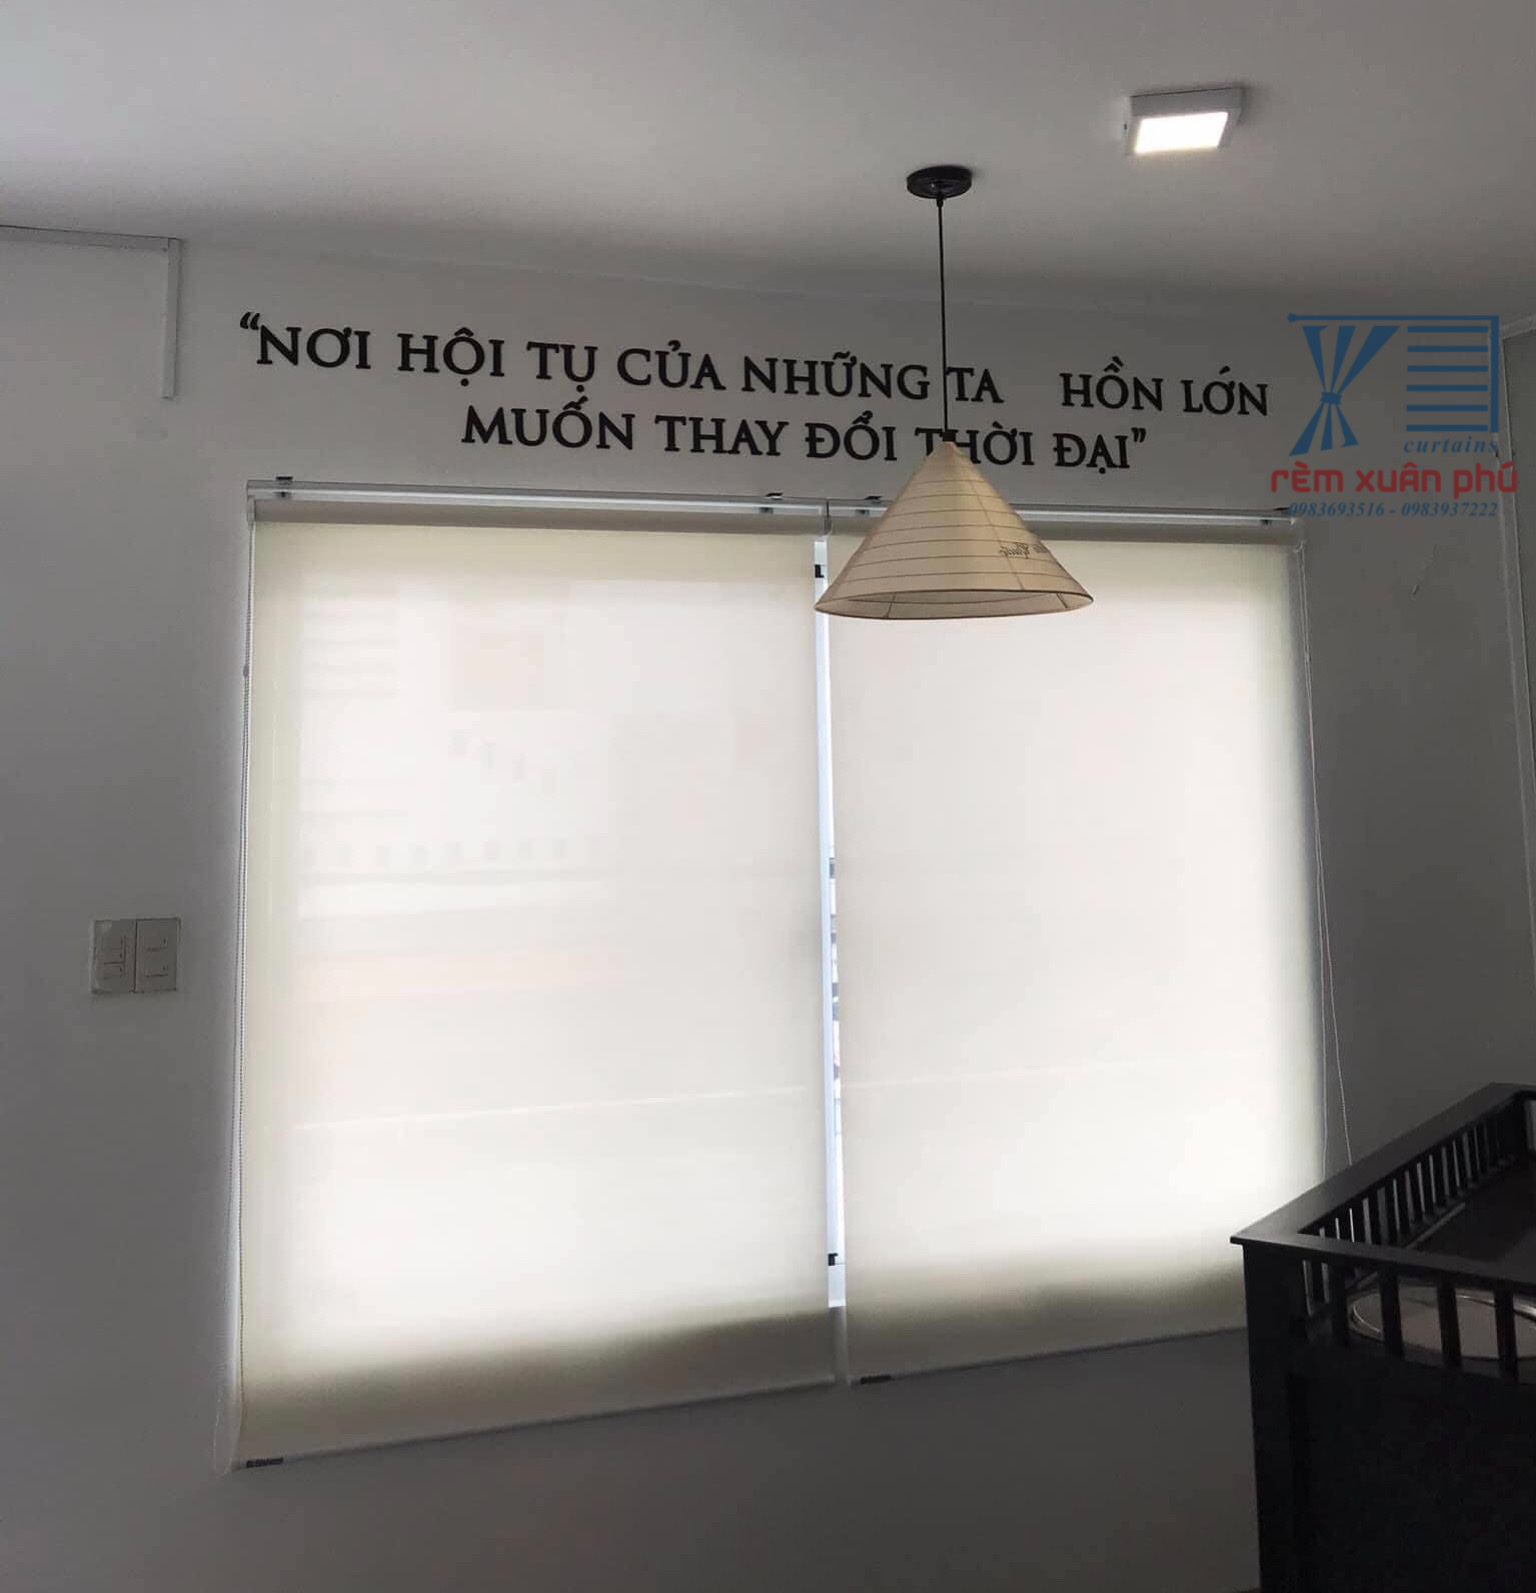 “NƠI HỘI TỤ CỦA NHỮNG TA HỒN LỚN
MUỐN THAY ĐỔI THỜI ĐẠI”
curtains
RÈM XUÂN PHÚ
0983693516 - 0983937222